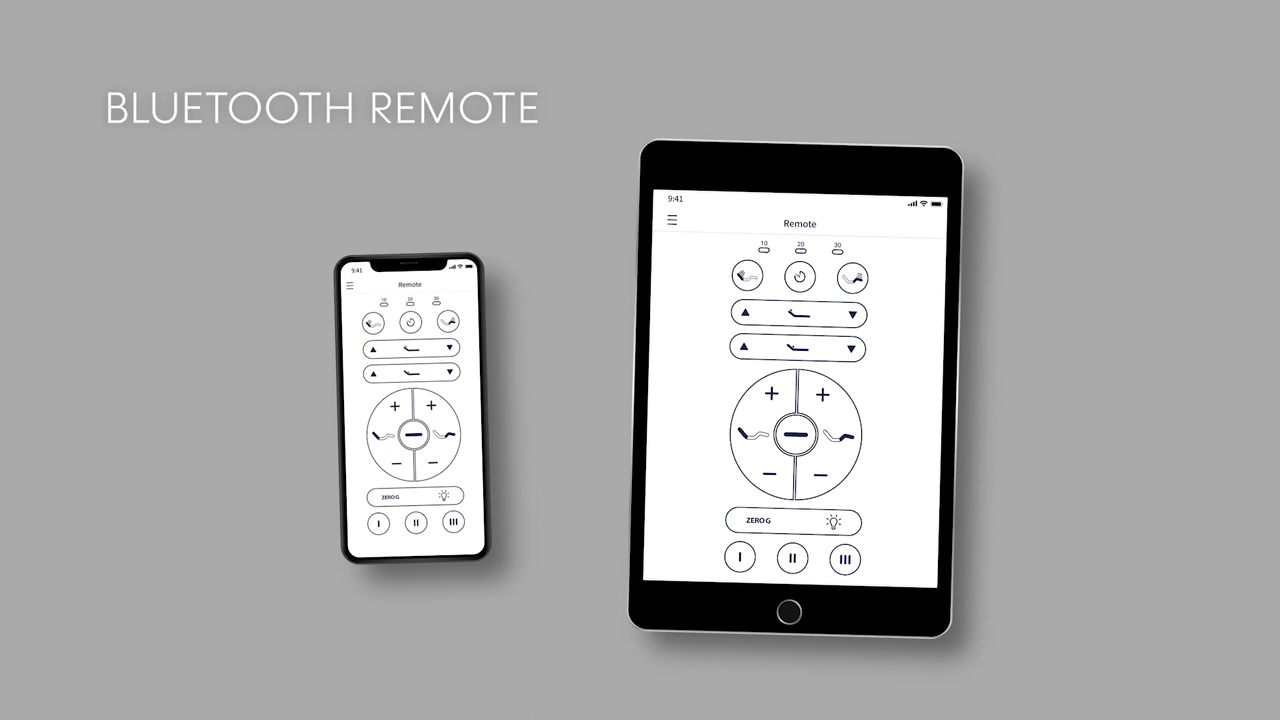 BLUETOOTH REMOTE
9:41
Remote
10 20 30
ZERO G
I II III
9:41
Remote
10 20 30
ZERO G
I II III